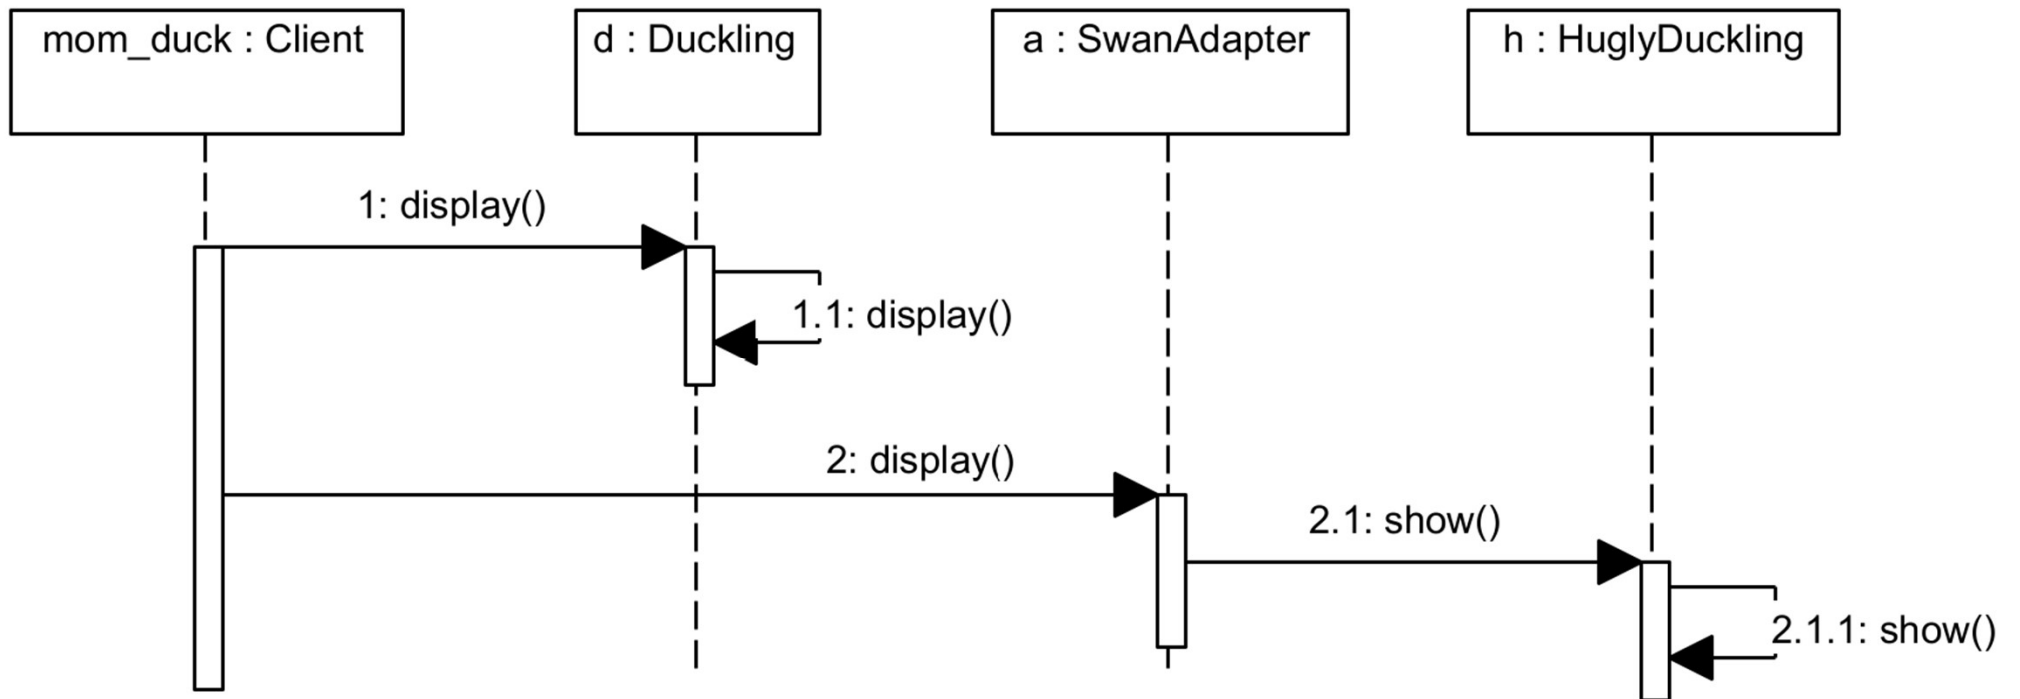 mom_duck : Client
d : Duckling
a : SwanAdapter
h : HuglyDuckling
1: display()
1.1: display()
2: display()
2.1: show()
2.1.1: show()